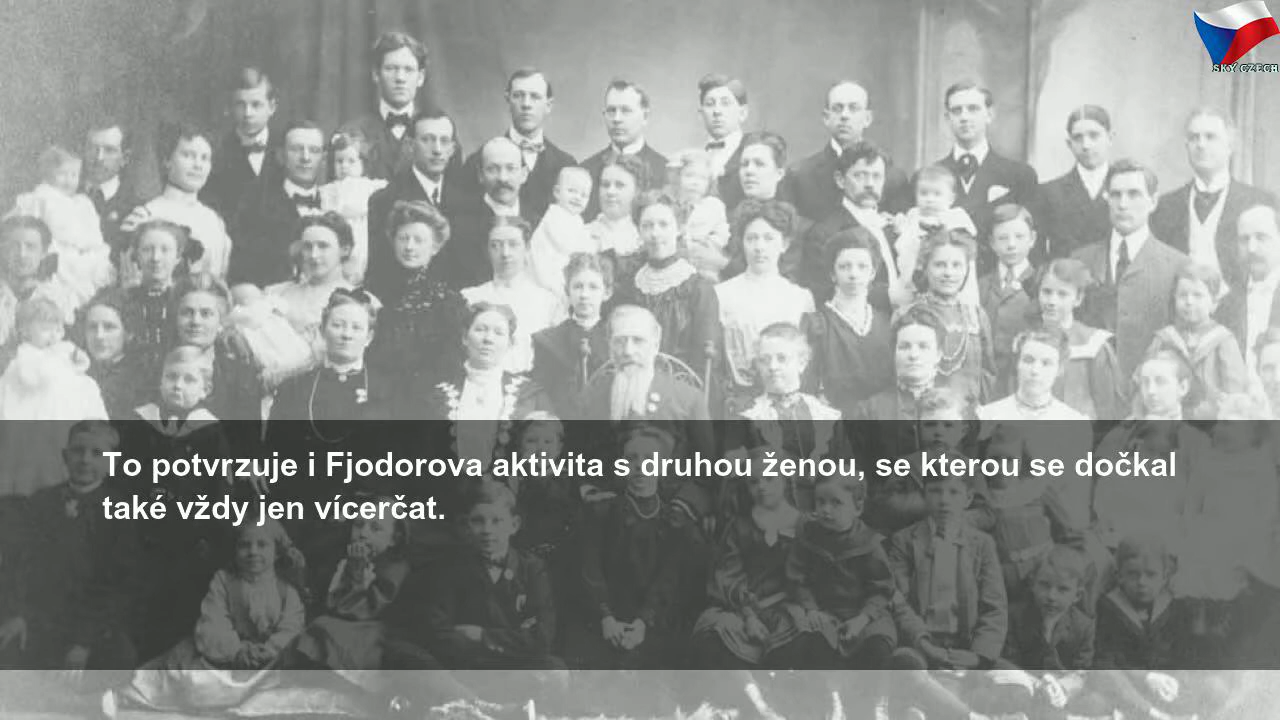 SKY CZECH
To potvrzuje i Fjodorova aktivita s druhou ženou, se kterou se dočkal
také vždy jen vícerčat.